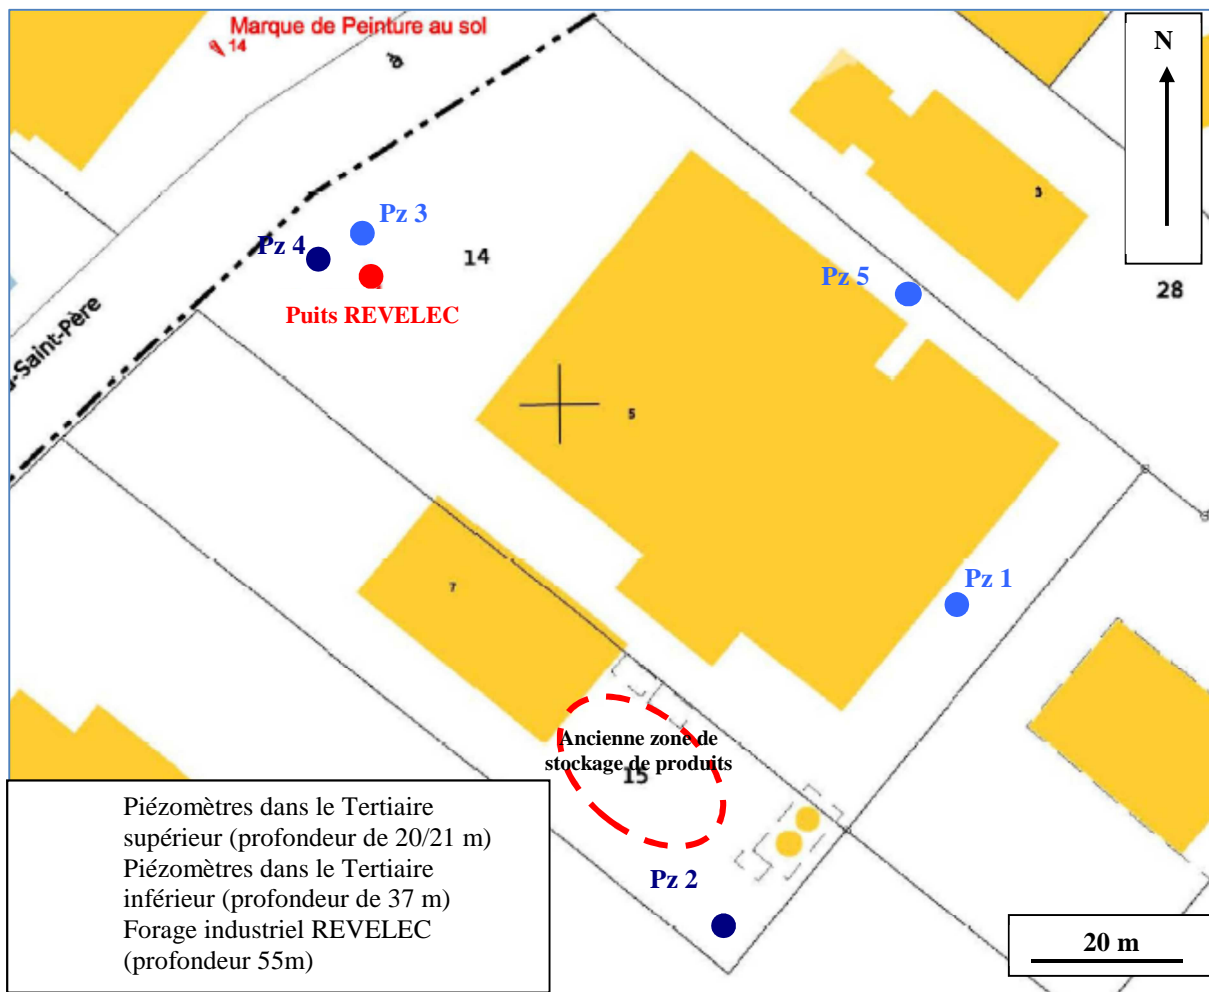 Marque de Peinture au sol
14
N
Pz 3
Pz 4
14
3
Pz 5
28
Puits REVELEC
-Saint-Père
5
Pz 1
7
Ancienne zone de
stockage de produits
15
Piézomètres dans le Tertiaire
supérieur (profondeur de 20/21 m)
Piézomètres dans le Tertiaire
inférieur (profondeur de 37 m)
Forage industriel REVELEC
(profondeur 55m)
Pz 2
20 m